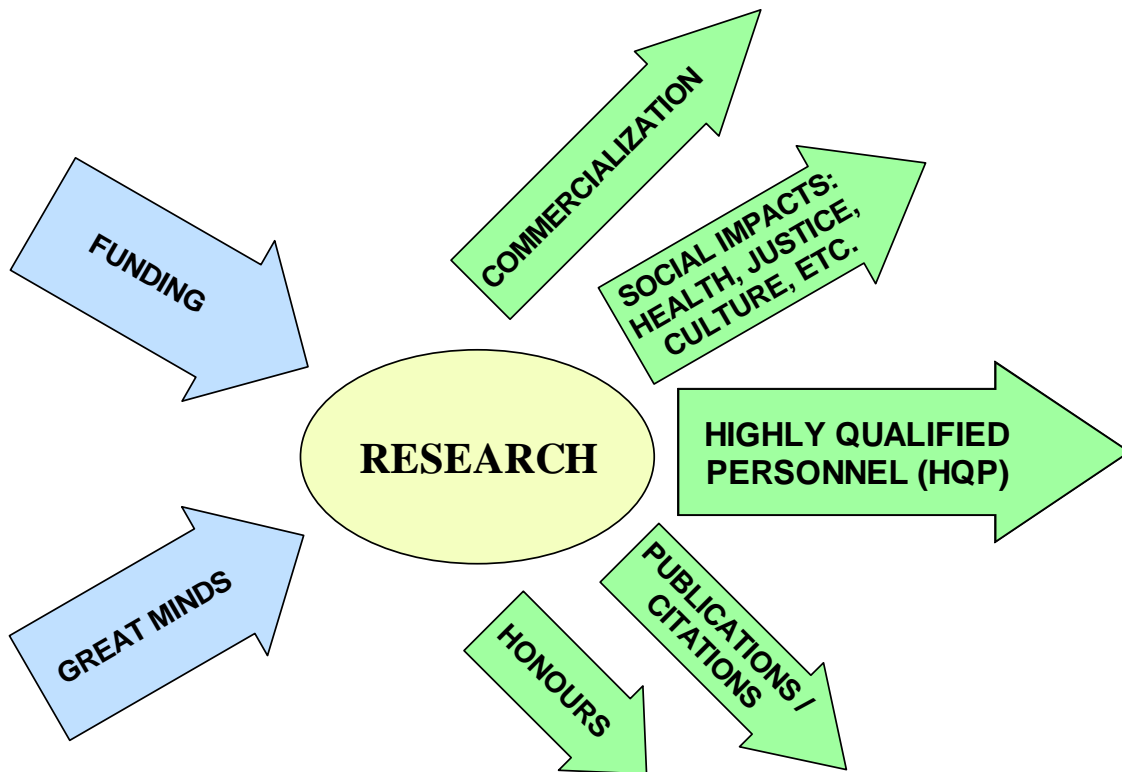 COMMERCIALIZATION
SOCIAL IMPACTS:
HEALTH, JUSTICE,
CULTURE, ETC.
FUNDING
RESEARCH
HIGHLY QUALIFIED
PERSONNEL (HQP)
GREAT MINDS
PUBLICATIONS /
CITATIONS
HONOURS